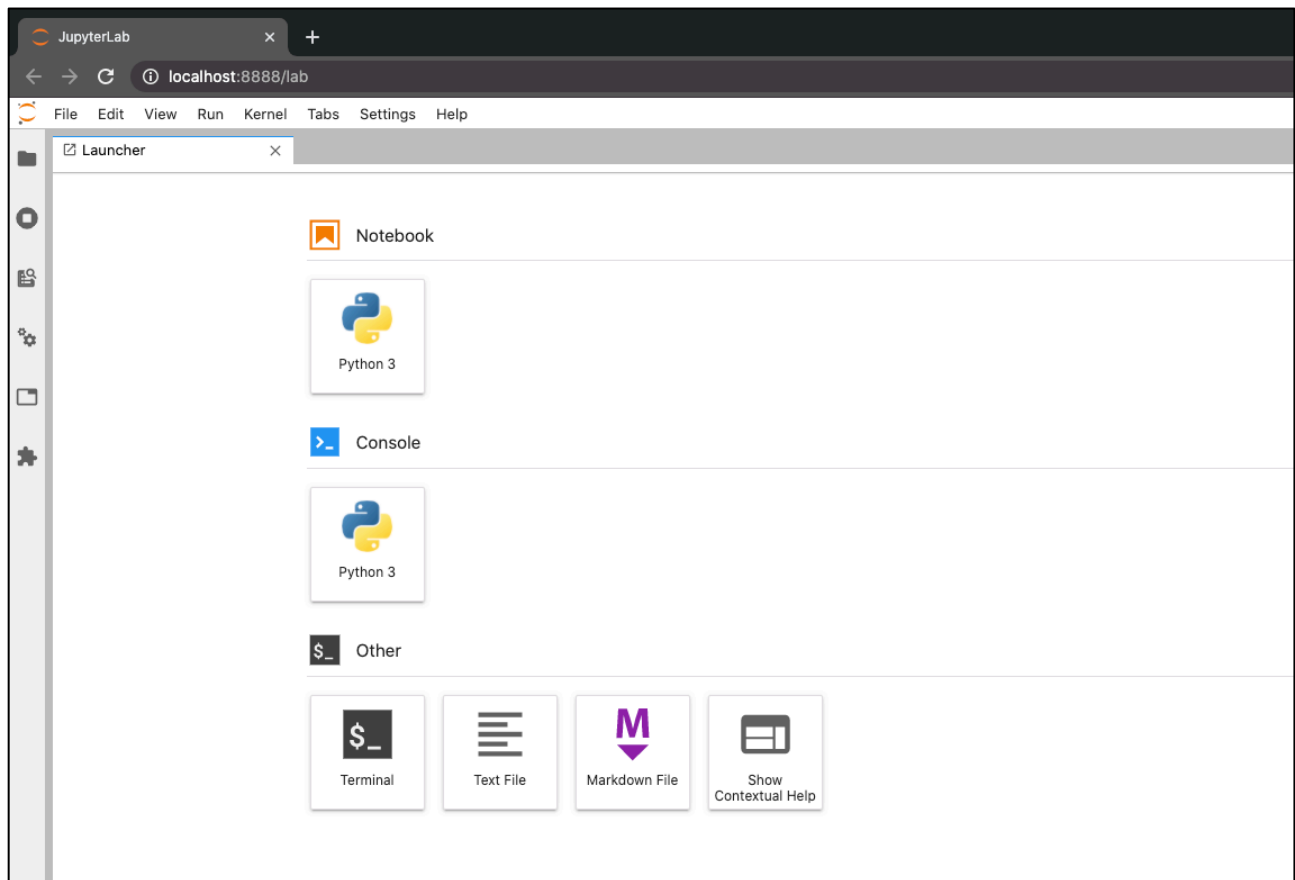 JupyterLab
localhost:8888/lab
File Edit View Run Kernel Tabs Settings Help
Launcher
Notebook
Python 3
>_ Console
Python 3
$_ Other
$_
M
Terminal Text File Markdown File Show
Contextual Help